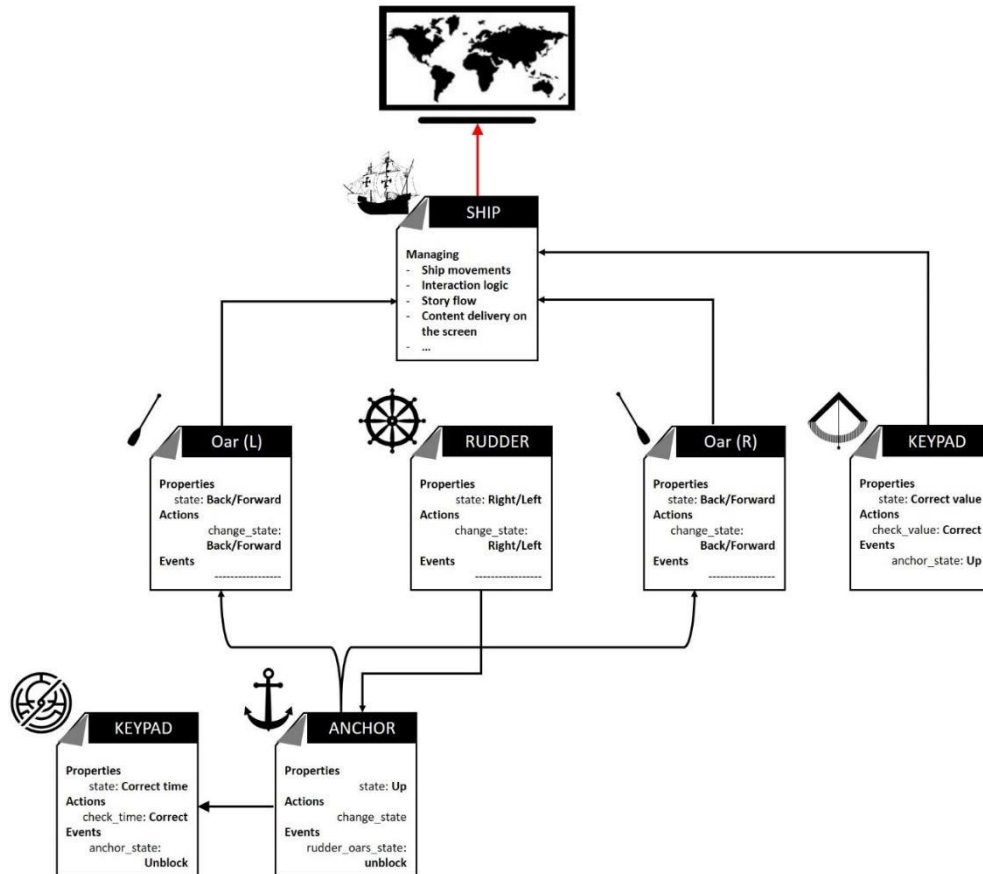 SHIP
Managing
- Ship movements
- Interaction logic
- Story flow
- Content delivery on
the screen
- ...
Oar (L)
Properties
state: Back/Forward
Actions
change_state:
Back/Forward
Events
-----------------
RUDDER
Properties
state: Right/Left
Actions
change_state:
Right/Left
Events
-----------------
Oar (R)
Properties
state: Back/Forward
Actions
change_state:
Back/Forward
Events
-----------------
KEYPAD
Properties
state: Correct value
Actions
check_value: Correct
Events
anchor_state: Up
KEYPAD
Properties
state: Correct time
Actions
check_time: Correct
Events
anchor_state:
Unblock
ANCHOR
Properties
state: Up
Actions
change_state
Events
rudder_oars_state:
unblock